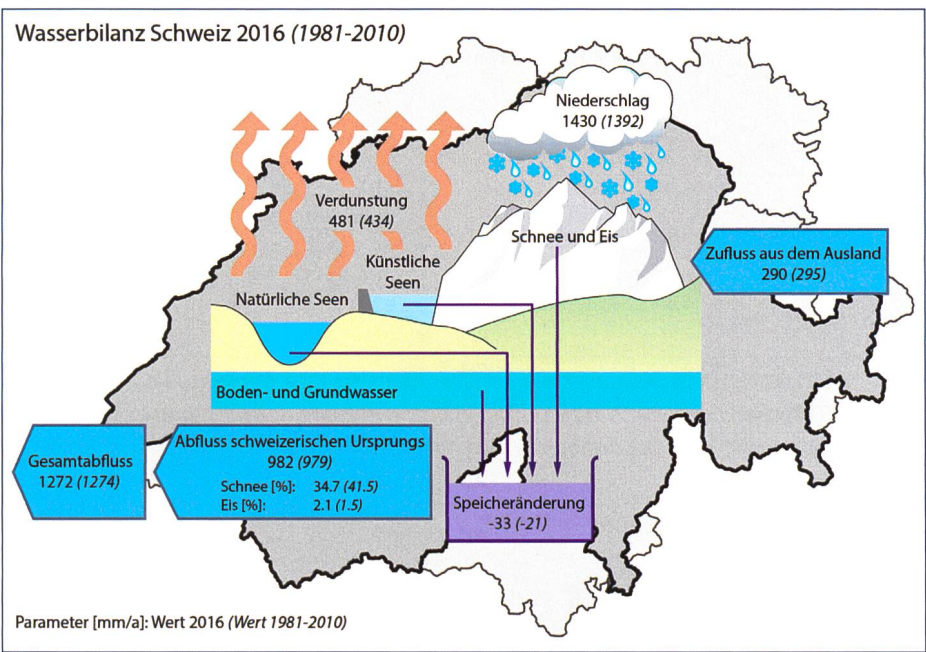 Wasserbilanz Schweiz 2016 (1981-2010)
Niederschlag
1430 (1392)
Verdunstung
481 (434)
Schnee und Eis
Künstliche
Seen
Zufluss aus dem Ausland
290 (295)
Natürliche Seen
Boden- und Grundwasser
Gesamtabfluss
1272 (1274)
Abfluss schweizerischen Ursprungs
982 (979)
Schnee [%]: 34.7 (41.5)
Eis [%]: 2.1 (1.5)
Speicheränderung
-33 (-21)
Parameter [mm/a]: Wert 2016 (Wert 1981-2010)